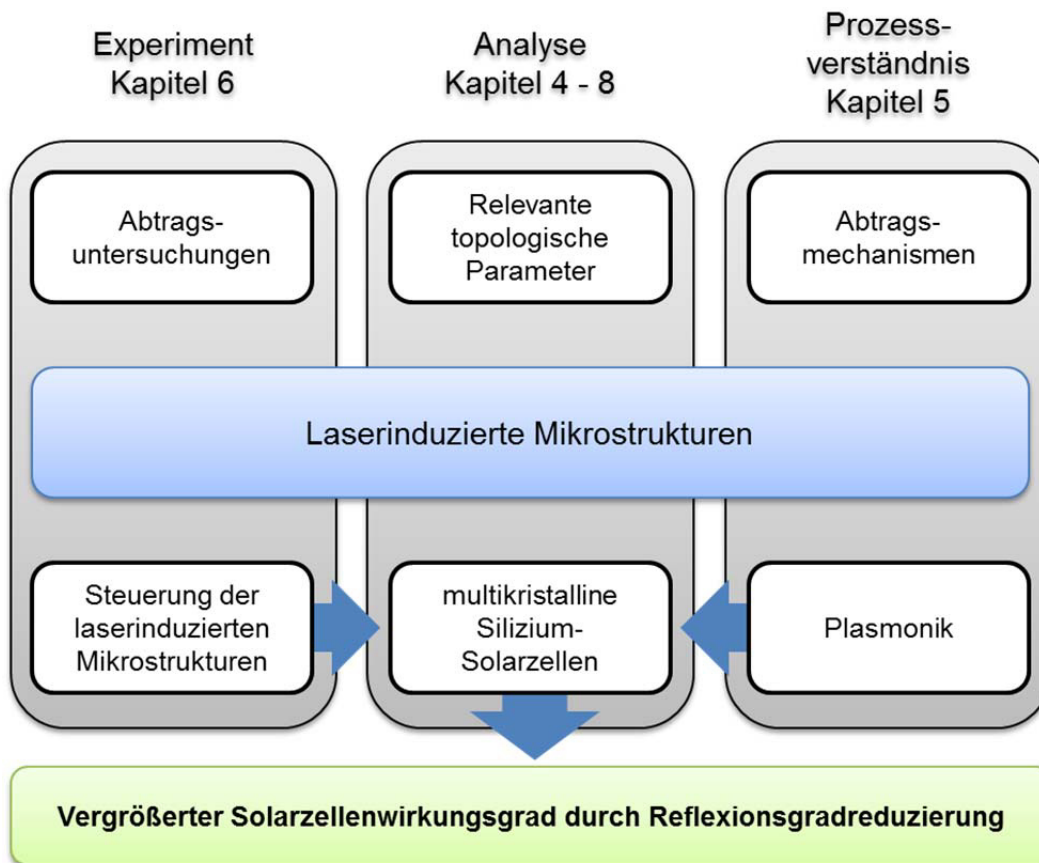 Experiment
Kapitel 6
Analyse
Kapitel 4 - 8
Prozess-
verständnis
Kapitel 5
Abtrags-
untersuchungen
Relevante
topologische
Parameter
Abtrags-
mechanismen
Laserinduzierte Mikrostrukturen
Steuerung der
laserinduzierten
Mikrostrukturen
multikristalline
Silizium-
Solarzellen
Plasmonik
Vergrößerter Solarzellenwirkungsgrad durch Reflexionsgradreduzierung